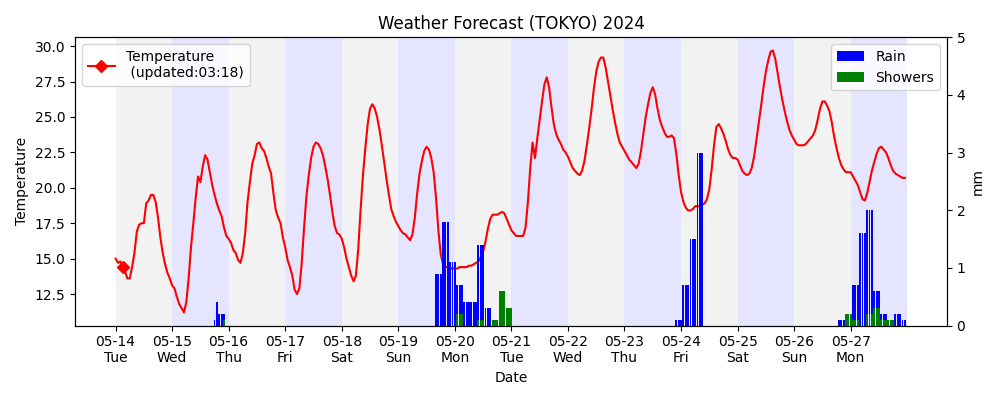 Weather Forecast (TOKYO) 2024
Temperature
(updated:03:18)
Rain
Showers
30.0
27.5
25.0
22.5
20.0
17.5
15.0
12.5
Temperature
5
4
3
2
1
0
mm
05-14 05-15 05-16 05-17 05-18 05-19 05-20 05-21 05-22 05-23 05-24 05-25 05-26 05-27
Tue Wed Thu Fri Sat Sun Mon Tue Wed Thu Fri Sat Sun Mon
Date